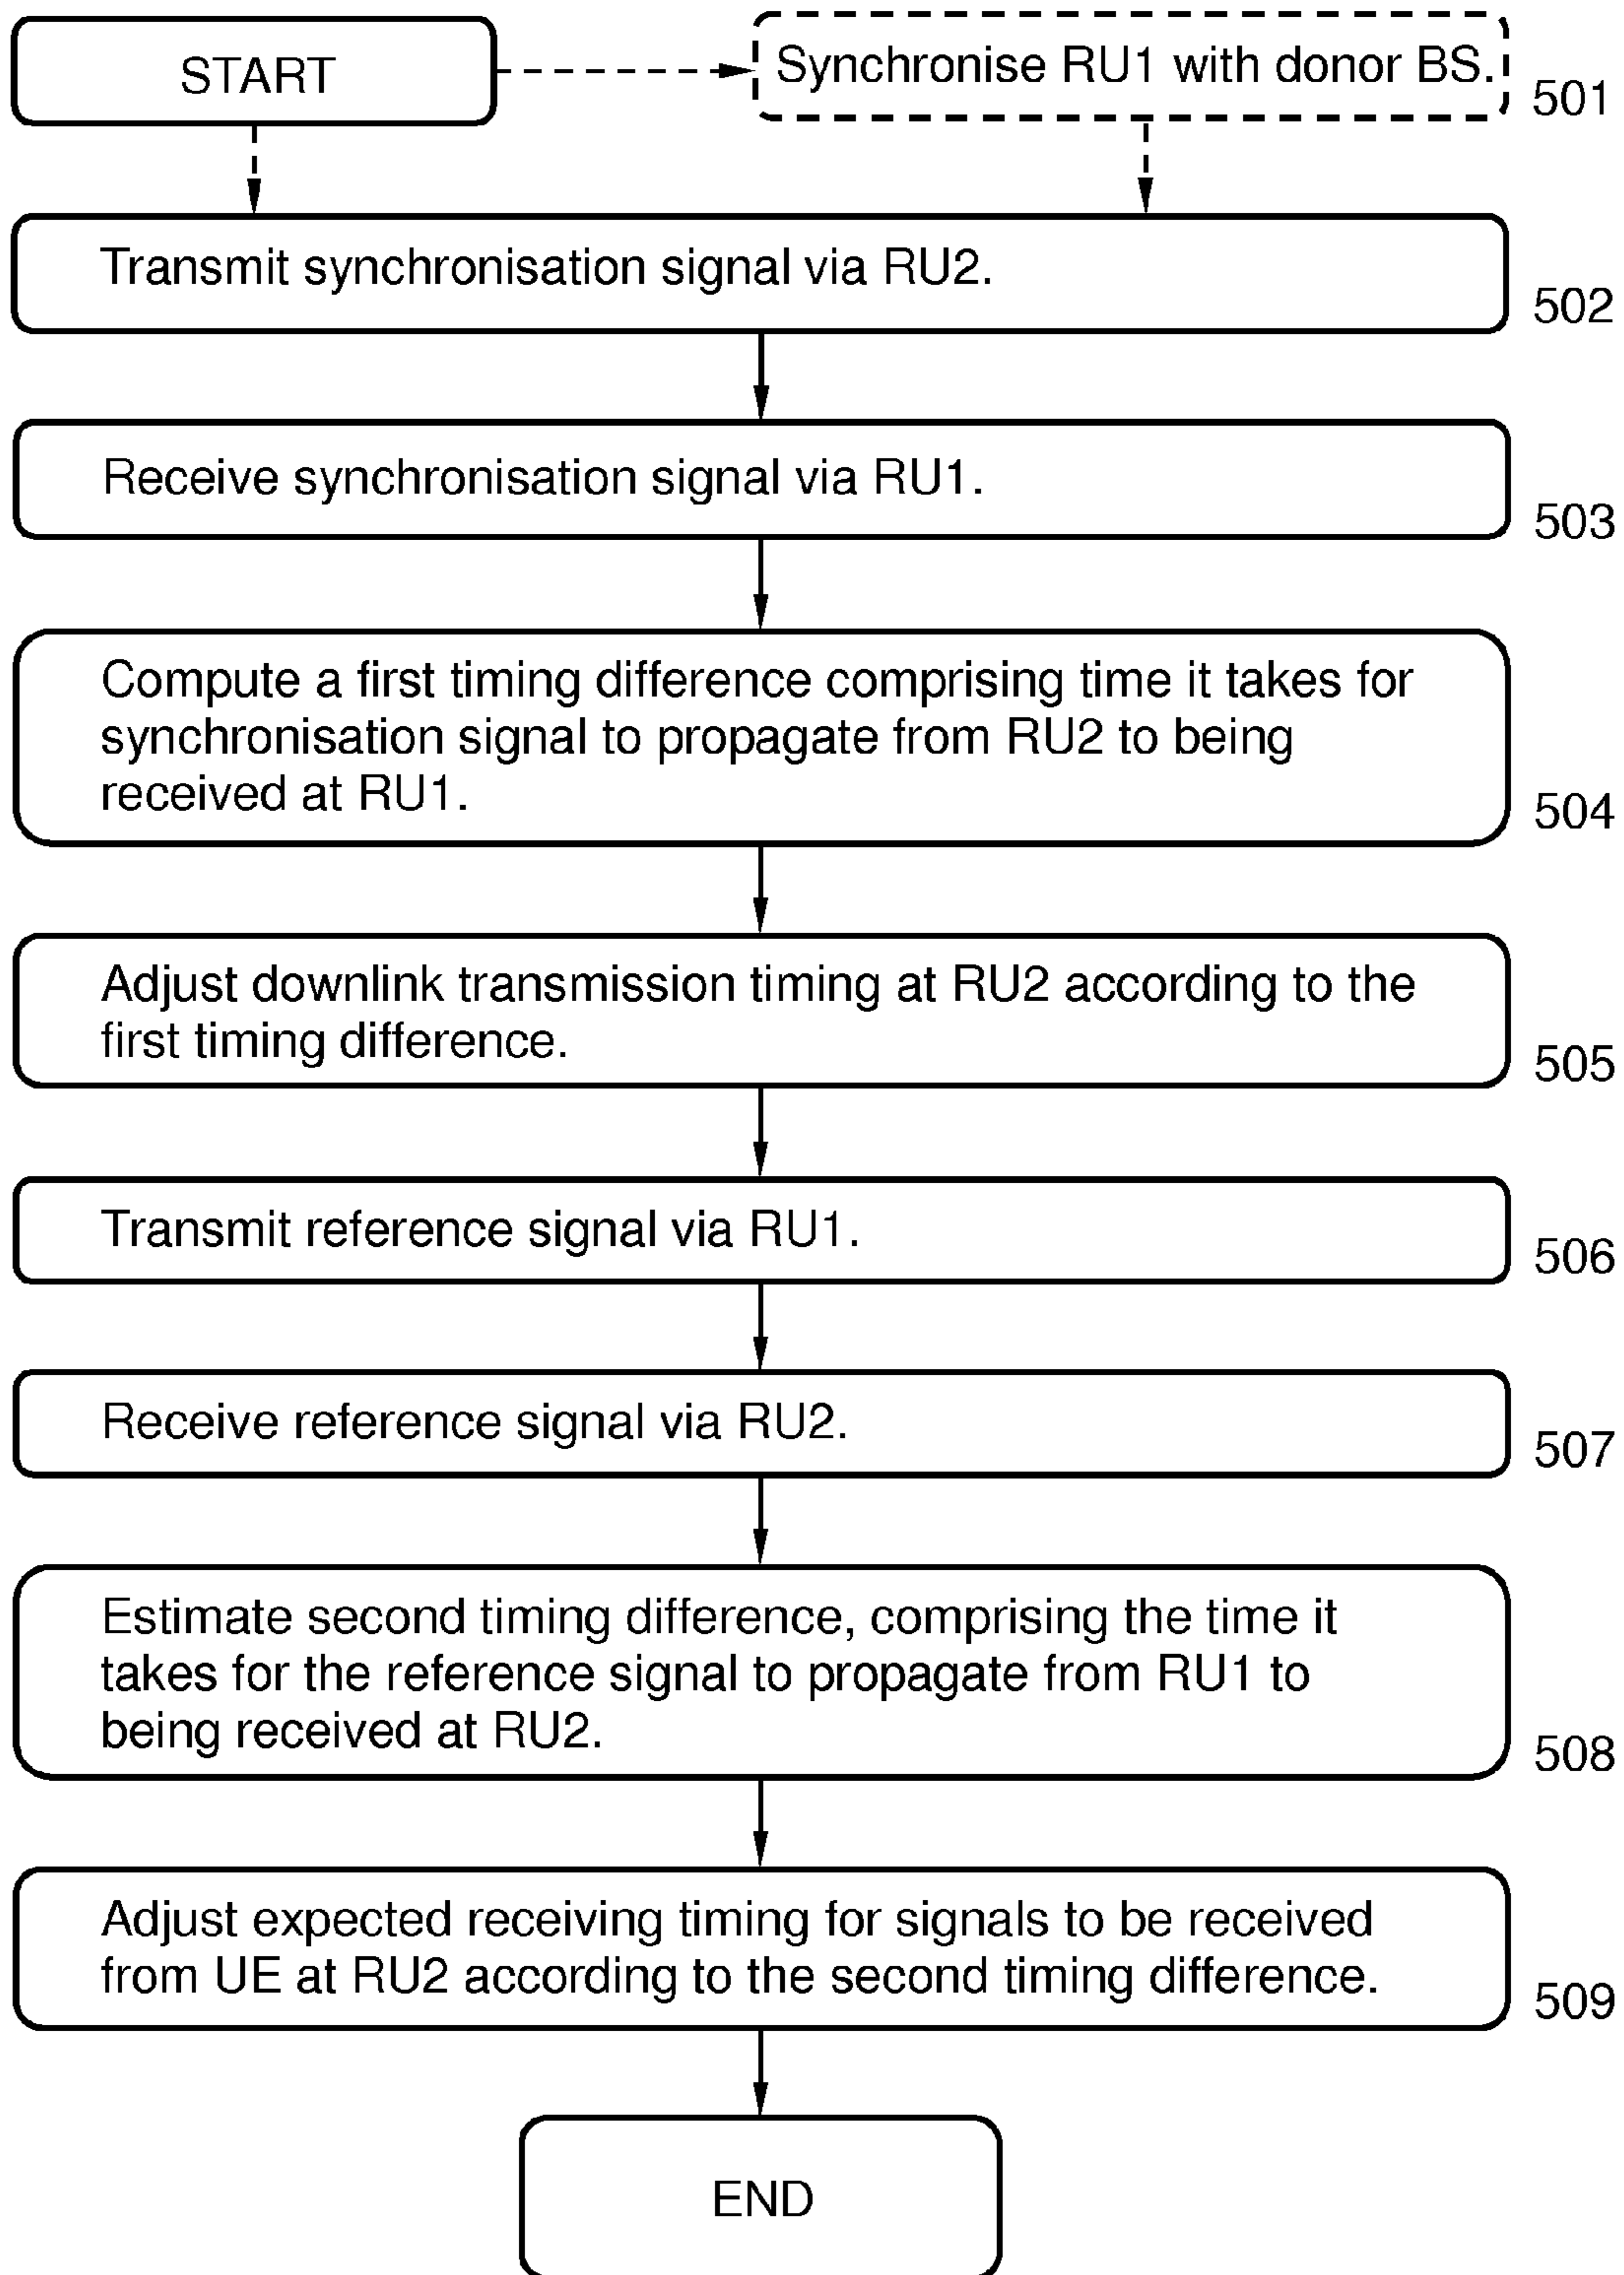 START
Synchronise RU1 with donor BS.
501
Transmit synchronisation signal via RU2.
502
Receive synchronisation signal via RU1.
503
Compute a first timing difference comprising time it takes for
synchronisation signal to propagate from RU2 to being
received at RU1.
504
Adjust downlink transmission timing at RU2 according to the
first timing difference.
505
Transmit reference signal via RU1.
506
Receive reference signal via RU2.
507
Estimate second timing difference, comprising the time it
takes for the reference signal to propagate from RU1 to
being received at RU2.
508
Adjust expected receiving timing for signals to be received
from UE at RU2 according to the second timing difference.
509
END